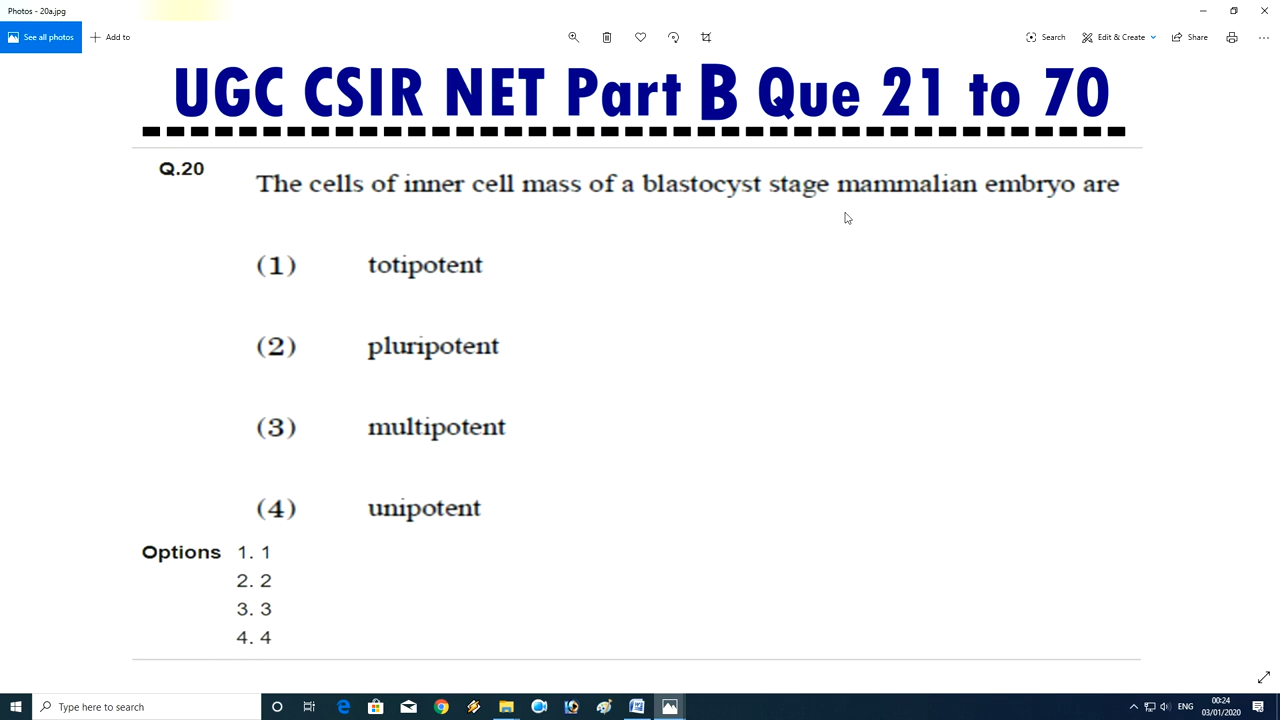 Photos - 20a.jpg
See all photos
Add to
Search
Edit & Create
Share
UGC CSIR NET Part B Que 21 to 70
Q.20
The cells of inner cell mass of a blastocyst stage mammalian embryo are
(1) totipotent
(2) pluripotent
(3) multipotent
(4) unipotent
Options 1. 1
2. 2
3. 3
4. 4
Type here to search
ENG
00:24
03/01/2020